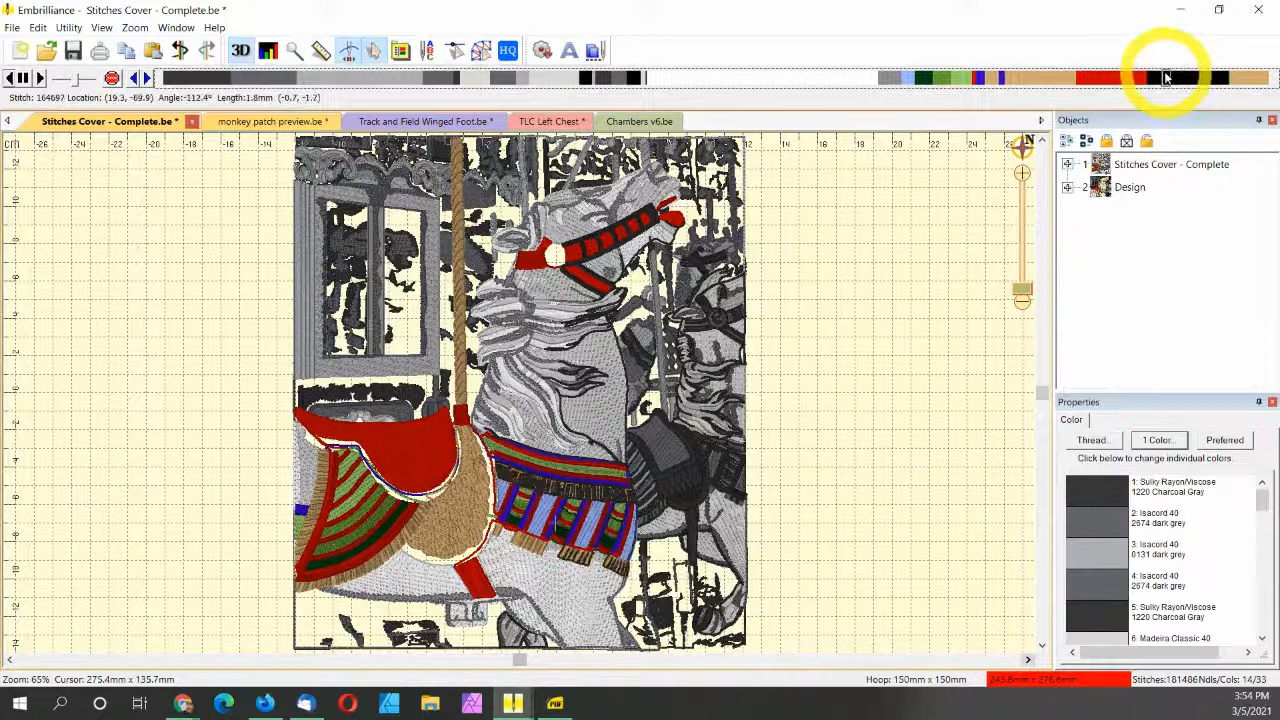 Embrilliance - Stitches Cover - Complete.be *
File Edit Utility View Zoom Window Help
3D HQ
STOP
Stitch: 164697 Location: (19.3, -69.9) Angle:-112.4° Length:1.8mm (-0.7, -1.7)
Stitches Cover - Complete.be * x monkey patch preview.be * Track and Field Winged Foot.be * TLC Left Chest * Chambers v6.be
Objects
N
1 Stitches Cover - Complete
2 Design
Properties
Color
Thread... 1 Color... Preferred
Click below to change individual colors.
1: Sulky Rayon/Viscose
1220 Charcoal Gray
2: Isacord 40
2674 dark grey
3: Isacord 40
0131 dark grey
4: Isacord 40
2674 dark grey
5: Sulky Rayon/Viscose
1220 Charcoal Gray
6 Madeira Classic 40
Zoom: 65% Cursor: 275.4mm x 135.7mm Hoop: 150mm x 150mm 243.8mm x 276.6mm Stitches:181486Ndls/Cols: 14/33
3:54 PM
3/5/2021